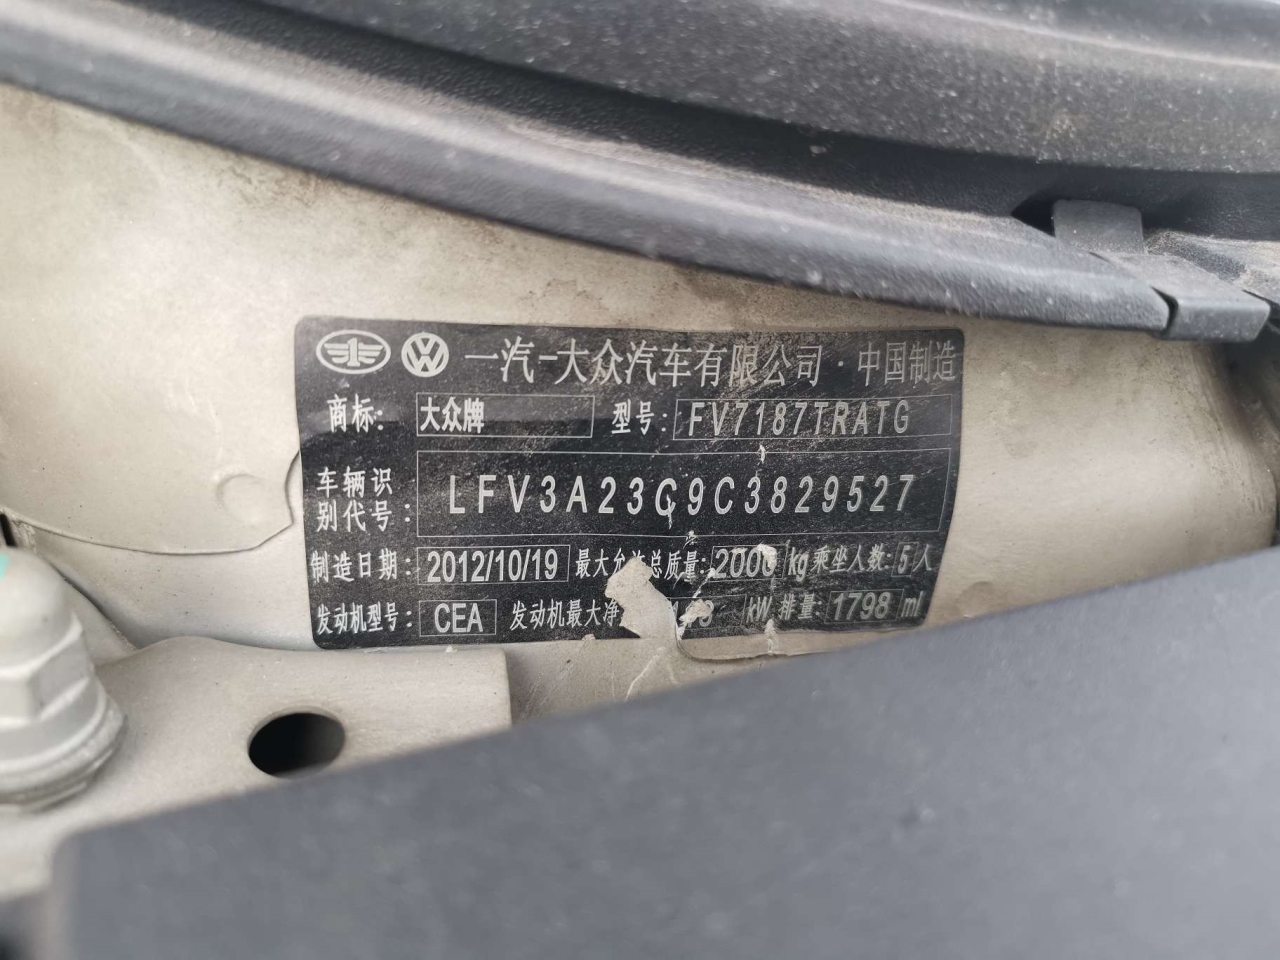 一汽-大众汽车有限公司·中国制造
商标: 大众牌 型号: FV7187TRATG
车辆识别代号: LFV3A23C9C3829527
制造日期: 2012/10/19 最大允许总质量: 2000 kg 乘坐人数: 5人
发动机型号: CEA 发动机最大净 kW 排量: 1798 ml